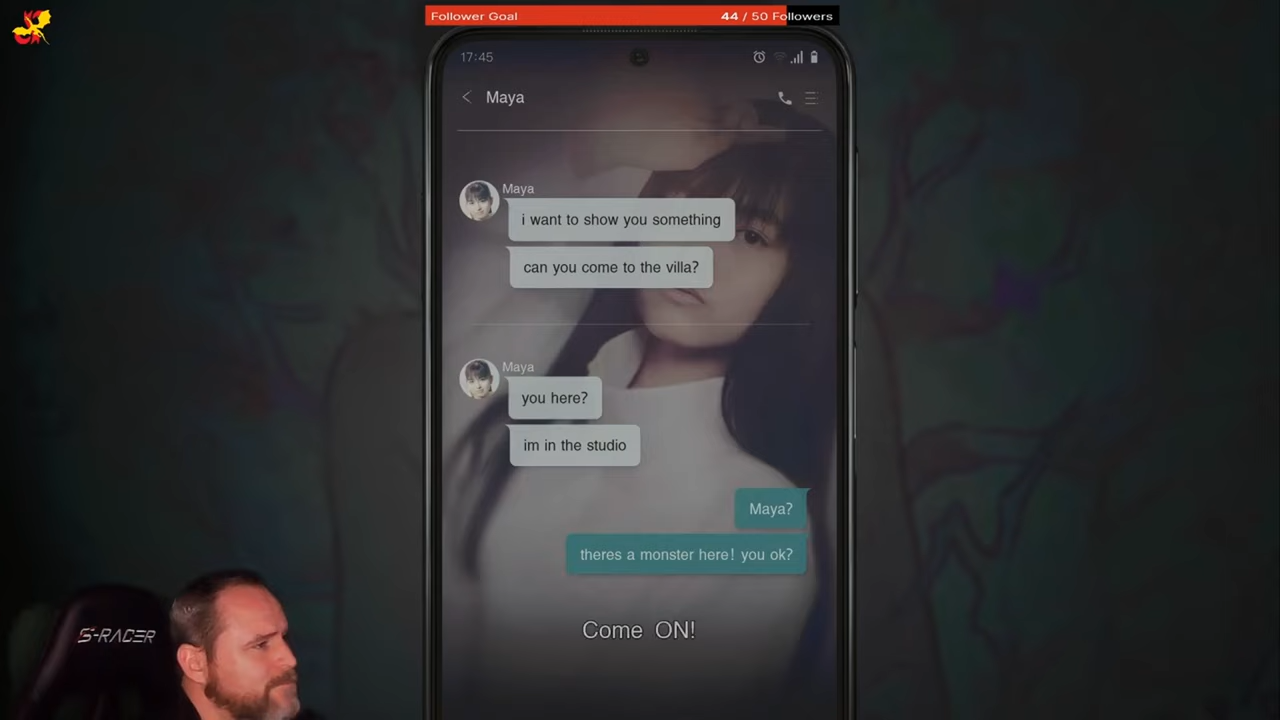 Follower Goal
44 / 50 Followers
17:45
Maya
Maya
i want to show you something
can you come to the villa?
Maya
you here?
im in the studio
Maya?
theres a monster here! you ok?
Come ON!
S-RACER